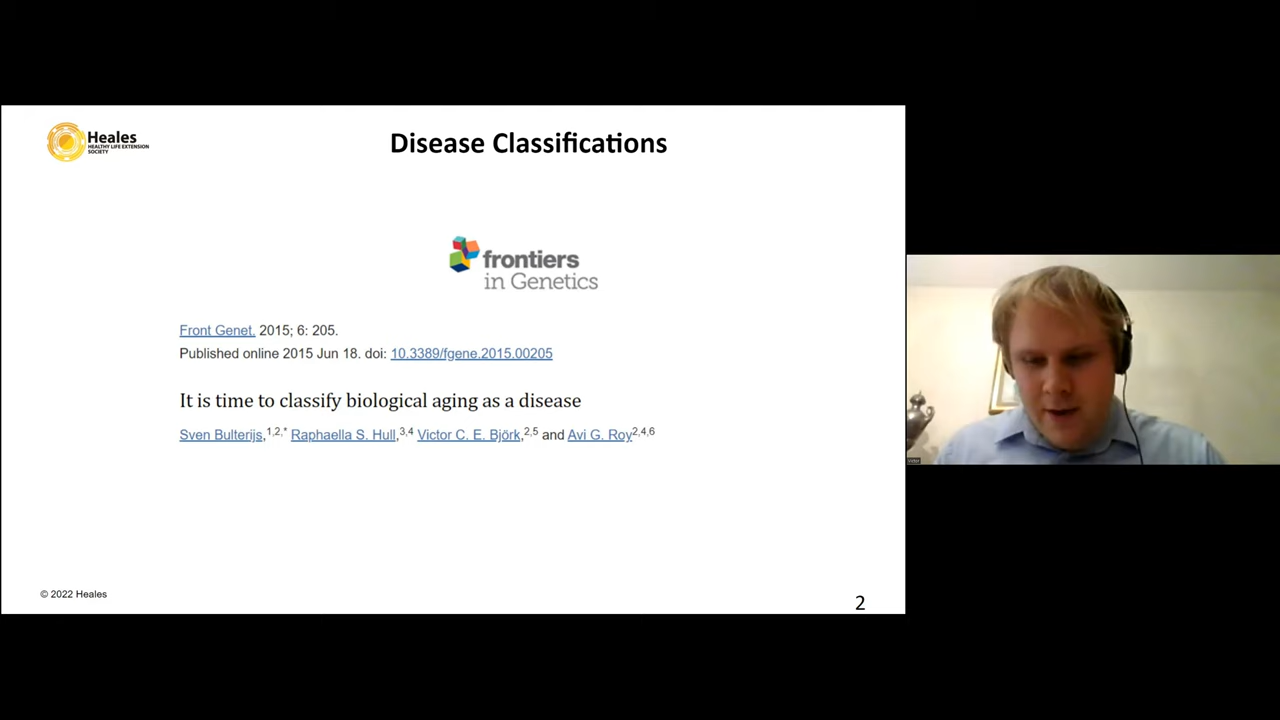 Heales
HEALTHY LIFE EXTENSION
SOCIETY
Disease Classifications
frontiers
in Genetics
Front Genet. 2015; 6: 205.
Published online 2015 Jun 18. doi: 10.3389/fgene.2015.00205
It is time to classify biological aging as a disease
Sven Bulterijs,1,2,* Raphaella S. Hull,3,4 Victor C. E. Björk,2,5 and Avi G. Roy2,4,6
© 2022 Heales
2